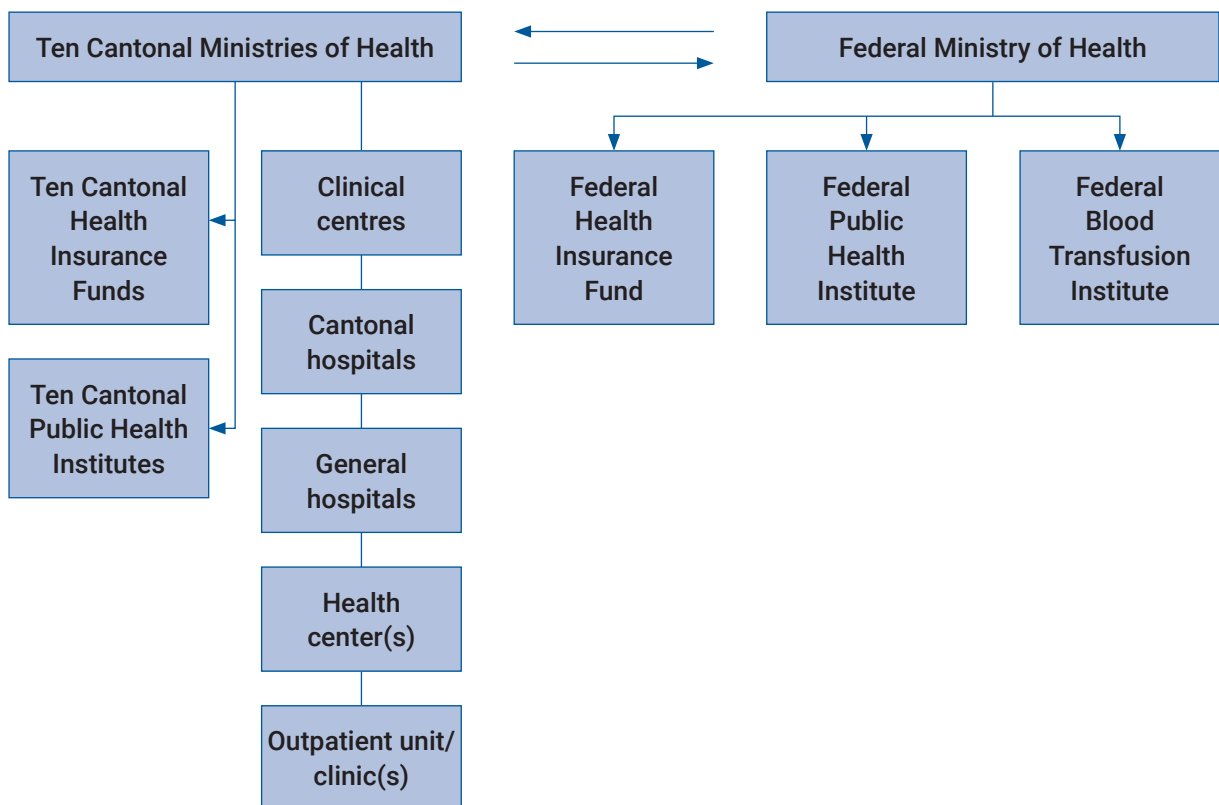 Ten Cantonal Ministries of Health
Federal Ministry of Health
Ten Cantonal
Health
Insurance
Funds
Ten Cantonal
Public Health
Institutes
Clinical
centres
Cantonal
hospitals
General
hospitals
Health
center(s)
Outpatient unit/
clinic(s)
Federal
Health
Insurance
Fund
Federal
Public
Health
Institute
Federal
Blood
Transfusion
Institute